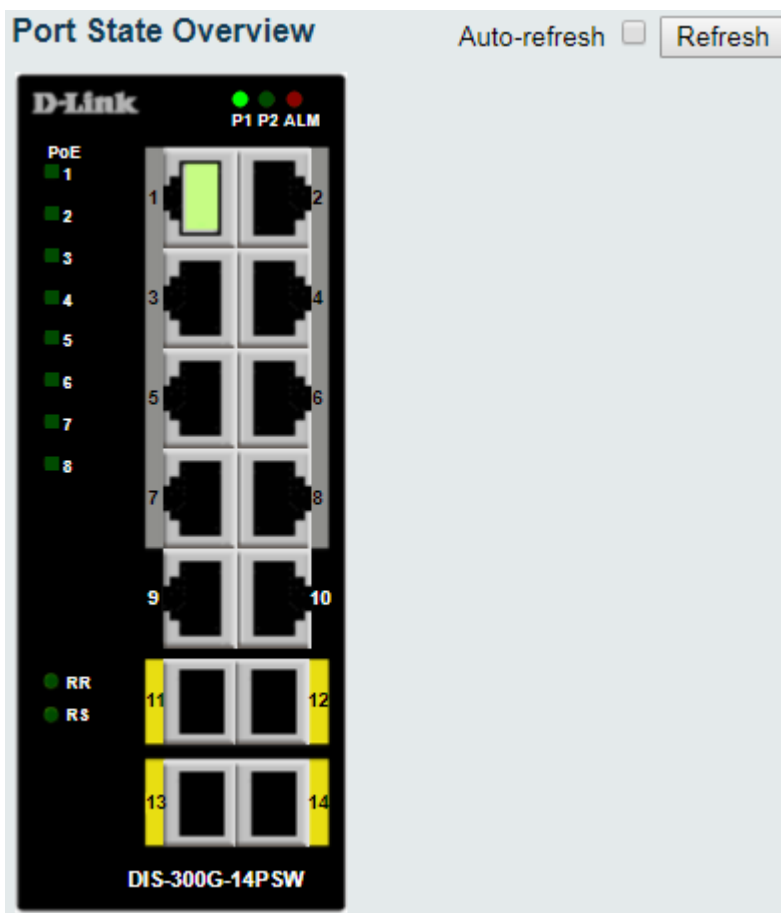 Port State Overview
Auto-refresh Refresh
D-Link
P1 P2 ALM
PoE
1
2
3
4
5
6
7
8
1 2
3 4
5 6
7 8
9 10
RR
RS
11 12
13 14
DIS-300G-14PSW